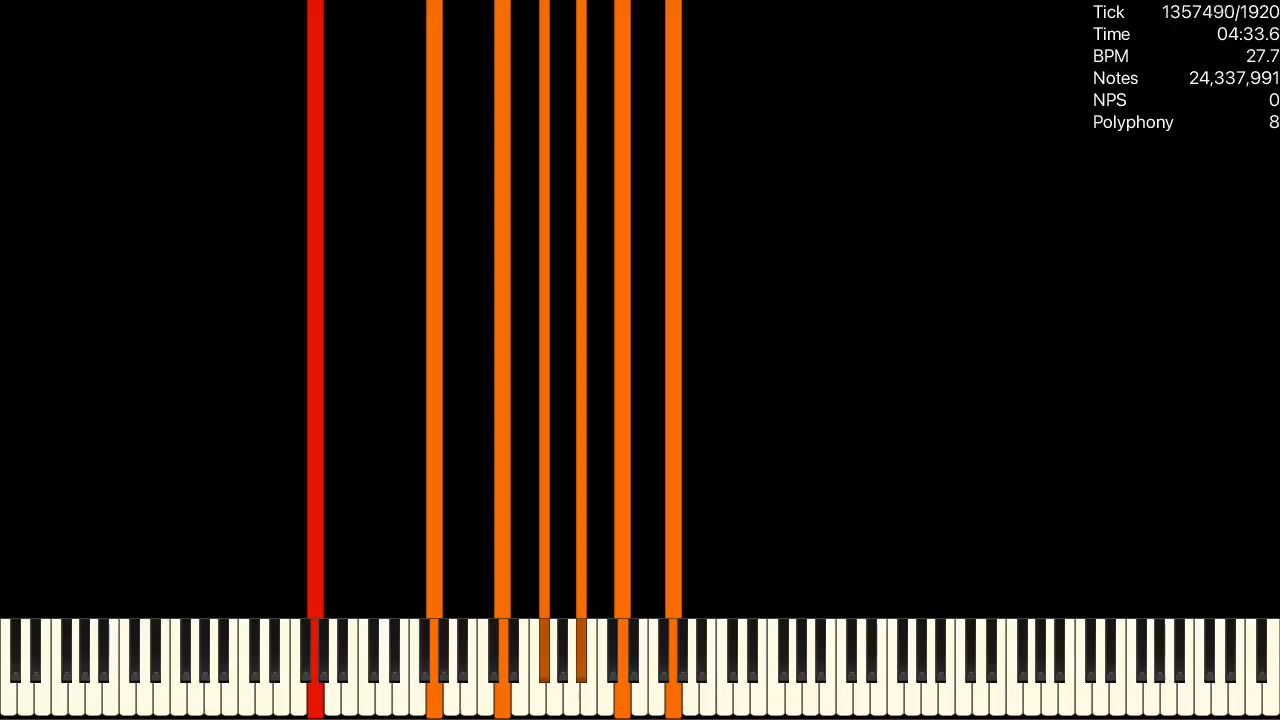 Tick 1357490/1920
Time 04:33.6
BPM 27.7
Notes 24,337,991
NPS 0
Polyphony 8